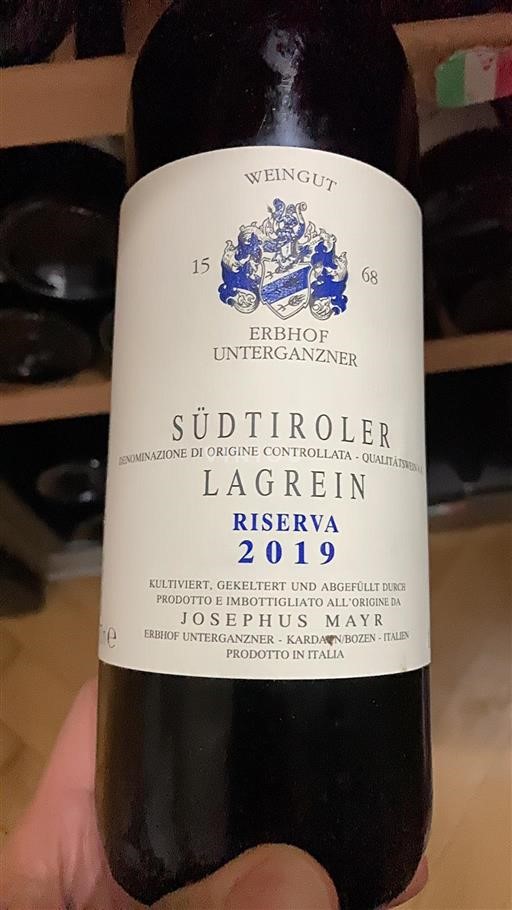 WEINGUT
15 68
ERBHOF
UNTERGANZNER
SÜDTIROLER
DENOMINAZIONE DI ORIGINE CONTROLLATA - QUALITÄTSWEIN
LAGREIN
RISERVA
2019
KULTIVIERT, GEKELTERT UND ABGEFÜLLT DURCH
PRODOTTO E IMBOTTIGLIATO ALL'ORIGINE DA
JOSEPHUS MAYR
ERBHOF UNTERGANZNER - KARDAUN/BOZEN - ITALIEN
PRODOTTO IN ITALIA